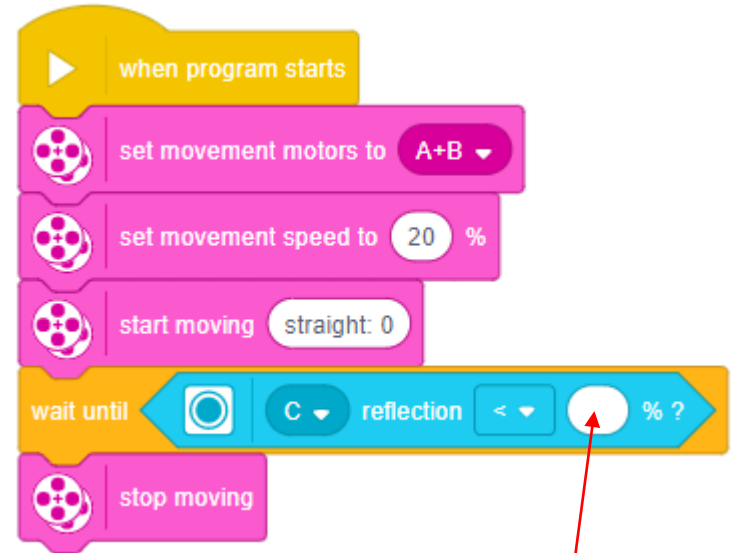 when program starts
set movement motors to A+B
set movement speed to 20 %
start moving straight: 0
wait until C reflection < % ?
stop moving